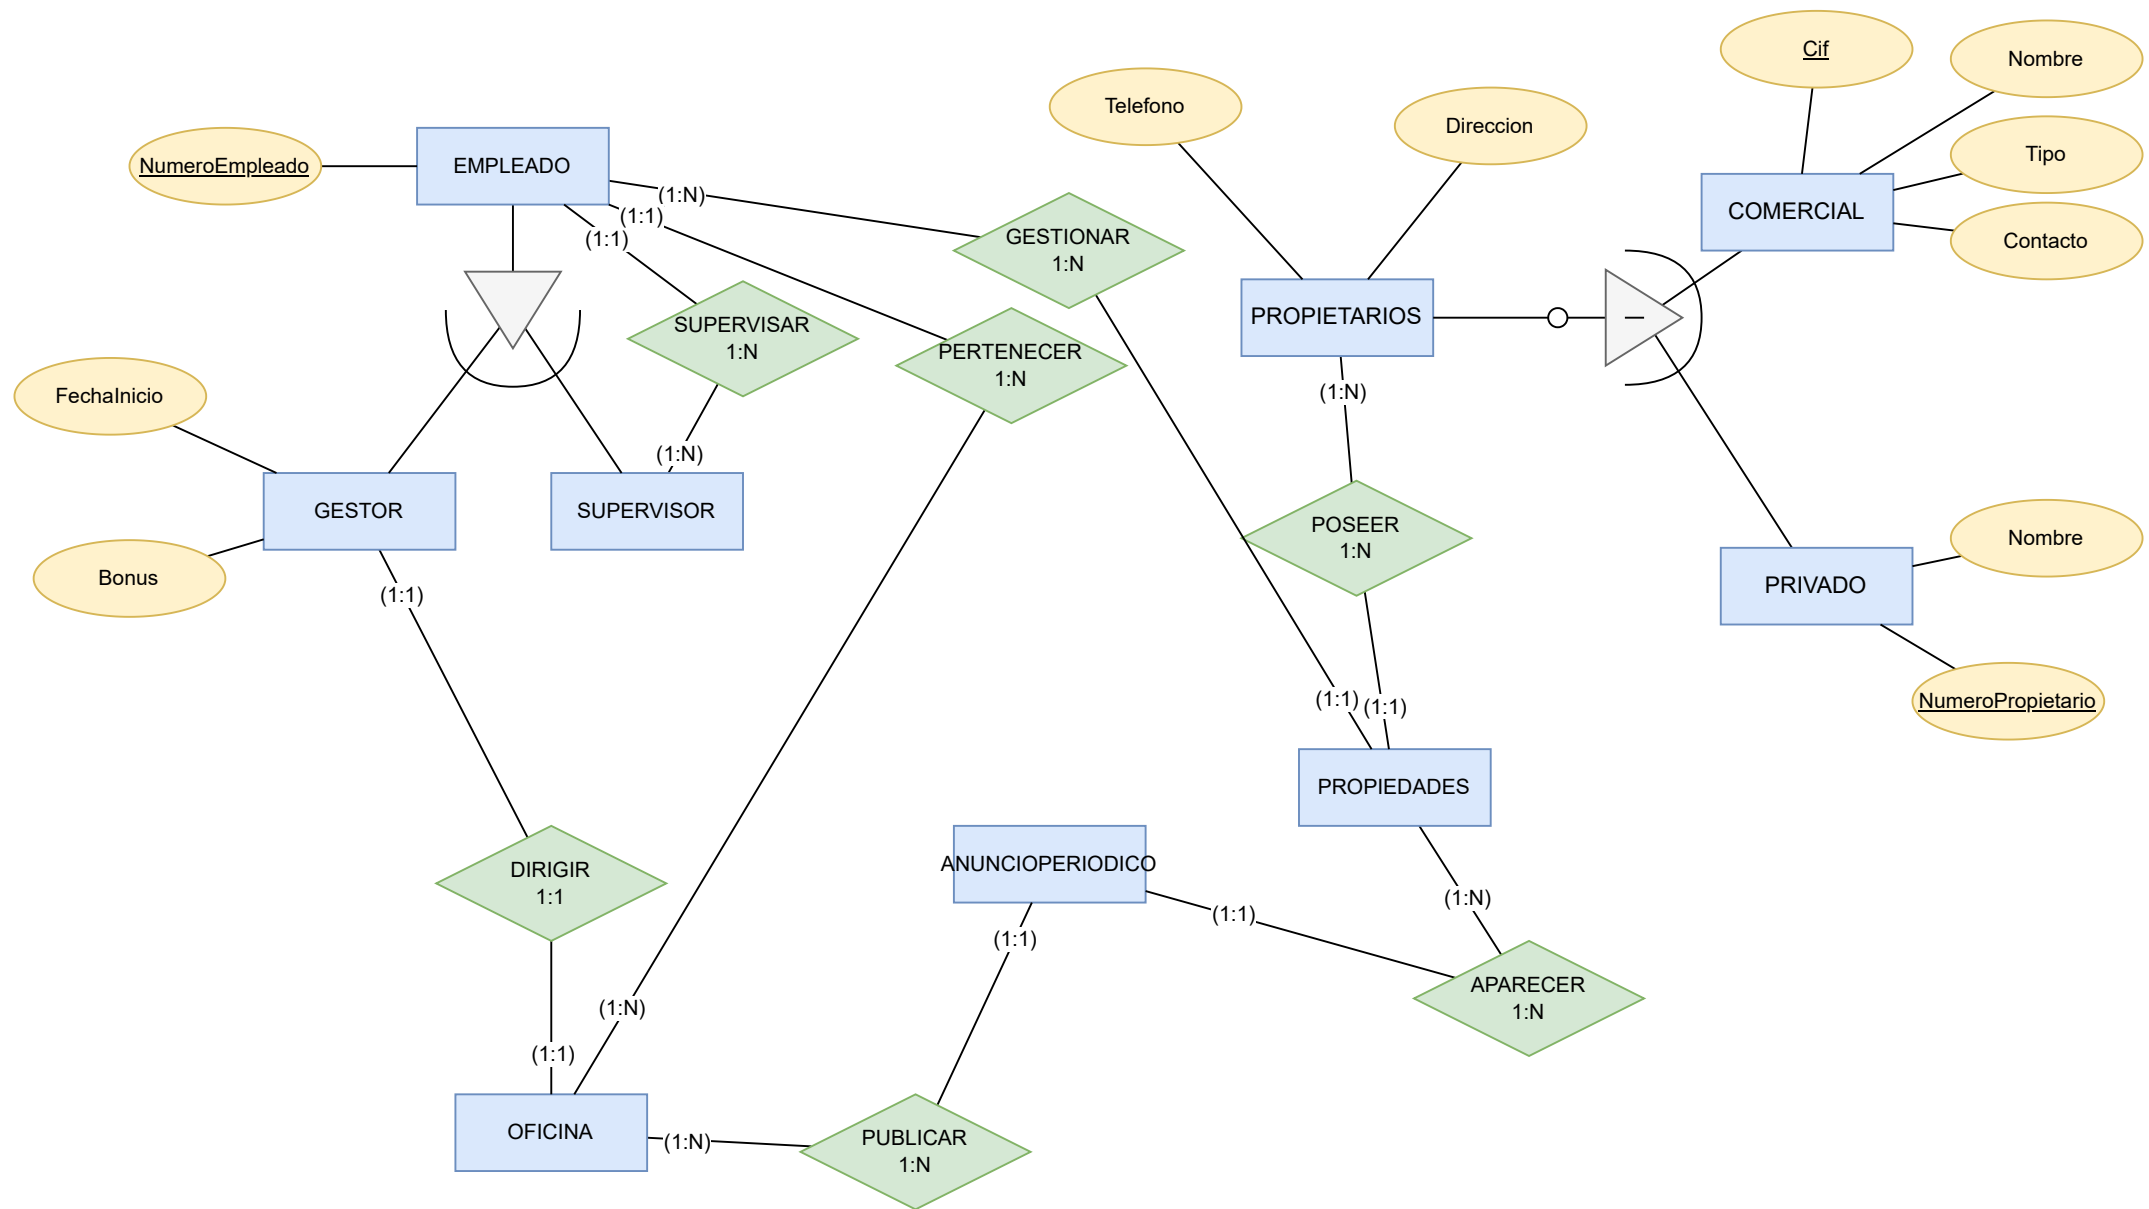 Cif
Nombre
Telefono
Direccion
Tipo
NumeroEmpleado
EMPLEADO
(1:N)
(1:1)
(1:1)
COMERCIAL
GESTIONAR
1:N
Contacto
SUPERVISAR
1:N
PROPIETARIOS
PERTENECER
1:N
FechaInicio
(1:N)
(1:N)
GESTOR
SUPERVISOR
POSEER
1:N
Nombre
Bonus
(1:1)
PRIVADO
(1:1)
(1:1)
NumeroPropietario
PROPIEDADES
DIRIGIR
1:1
ANUNCIOPERIODICO
(1:N)
(1:1)
(1:1)
APARECER
1:N
(1:N)
(1:1)
OFICINA
(1:N)
PUBLICAR
1:N